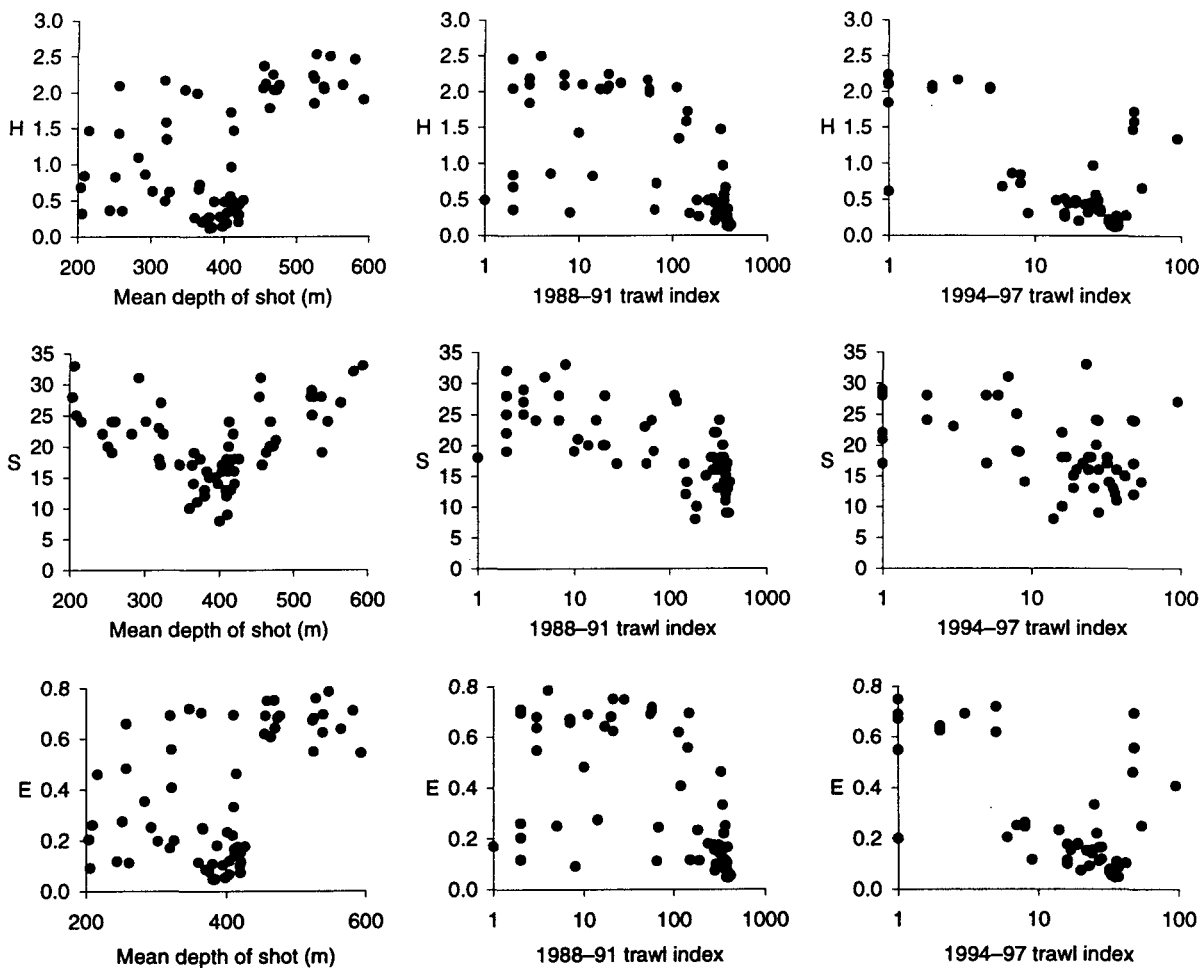 3.0 3.0 3.0
2.5 2.5 2.5
2.0 2.0 2.0
H H H
1.5 1.5 1.5
1.0 1.0 1.0
0.5 0.5 0.5
0.0 0.0 0.0
200 300 400 500 600 1 10 100 1000 1 10 100
Mean depth of shot (m) 1988–91 trawl index 1994–97 trawl index
35 35 35
30 30 30
25 25 25
20 20 20
S S S
15 15 15
10 10 10
5 5 5
0 0 0
200 300 400 500 600 1 10 100 1000 1 10 100
Mean depth of shot (m) 1988–91 trawl index 1994–97 trawl index
0.8 0.8 0.8
0.6 0.6 0.6
E E E
0.4 0.4 0.4
0.2 0.2 0.2
0.0 0.0 0.0
200 300 400 500 600 1 10 100 1000 1 10 100
Mean depth of shot (m) 1988–91 trawl index 1994–97 trawl index